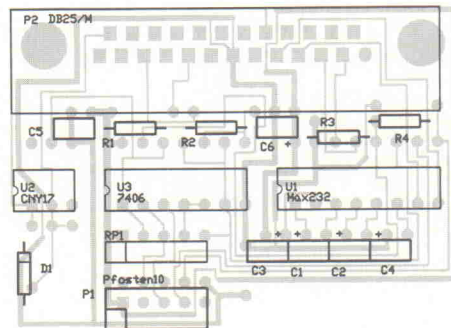 P2 DB25/M
C5
R1
R2
C6 +
R3
R4
U2
CNY17
U3
7406
U1
Max232
RP1
+ + + +
C3 C1 C2 C4
D1
Pfosten10
P1